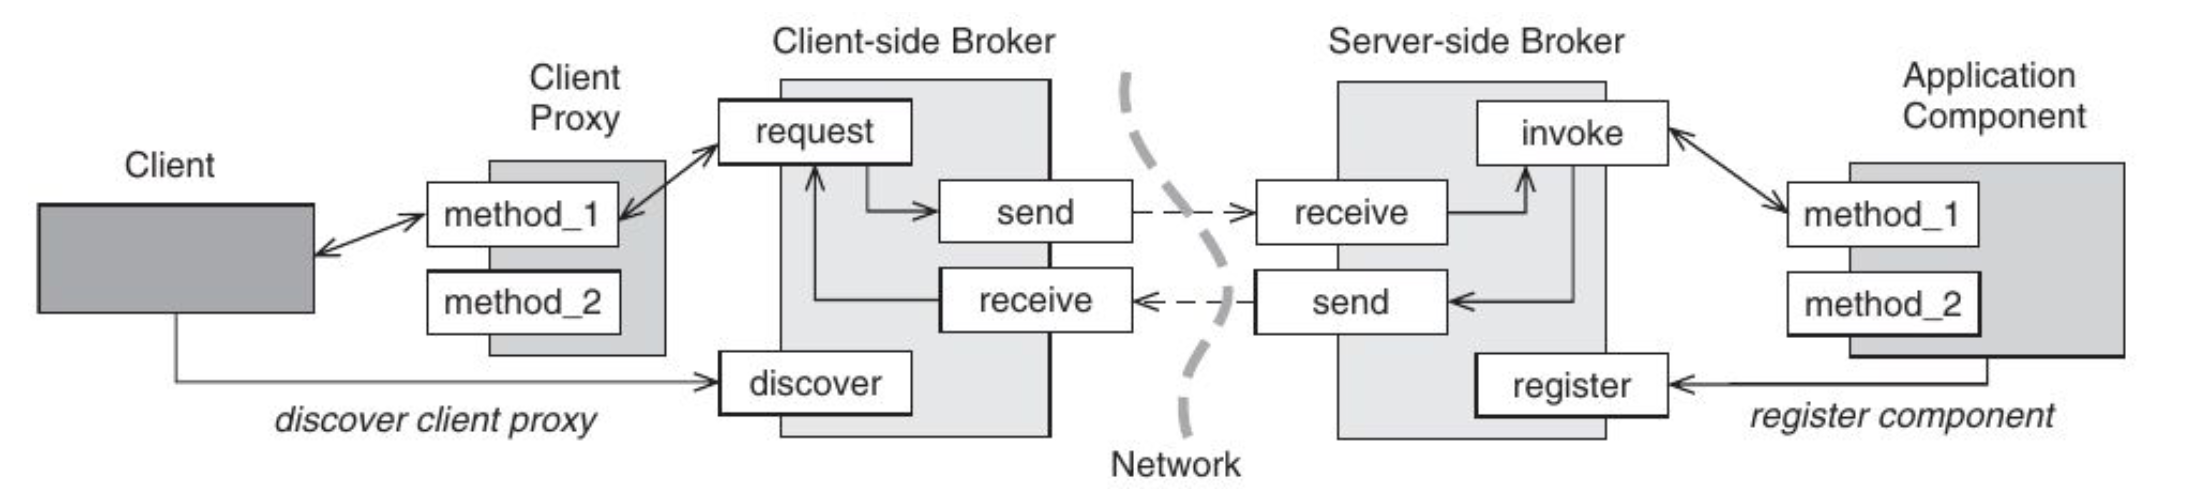 Client-side Broker
Server-side Broker
Client
Proxy
Application
Component
Client
request
invoke
method_1
send
receive
method_1
method_2
receive
send
method_2
discover
register
discover client proxy
register component
Network